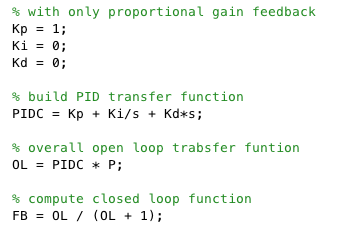 % with only proportional gain feedback
Kp = 1;
Ki = 0;
Kd = 0;
% build PID transfer function
PIDC = Kp + Ki/s + Kd*s;
% overall open loop trabsfer funtion
OL = PIDC * P;
% compute closed loop function
FB = OL / (OL + 1);